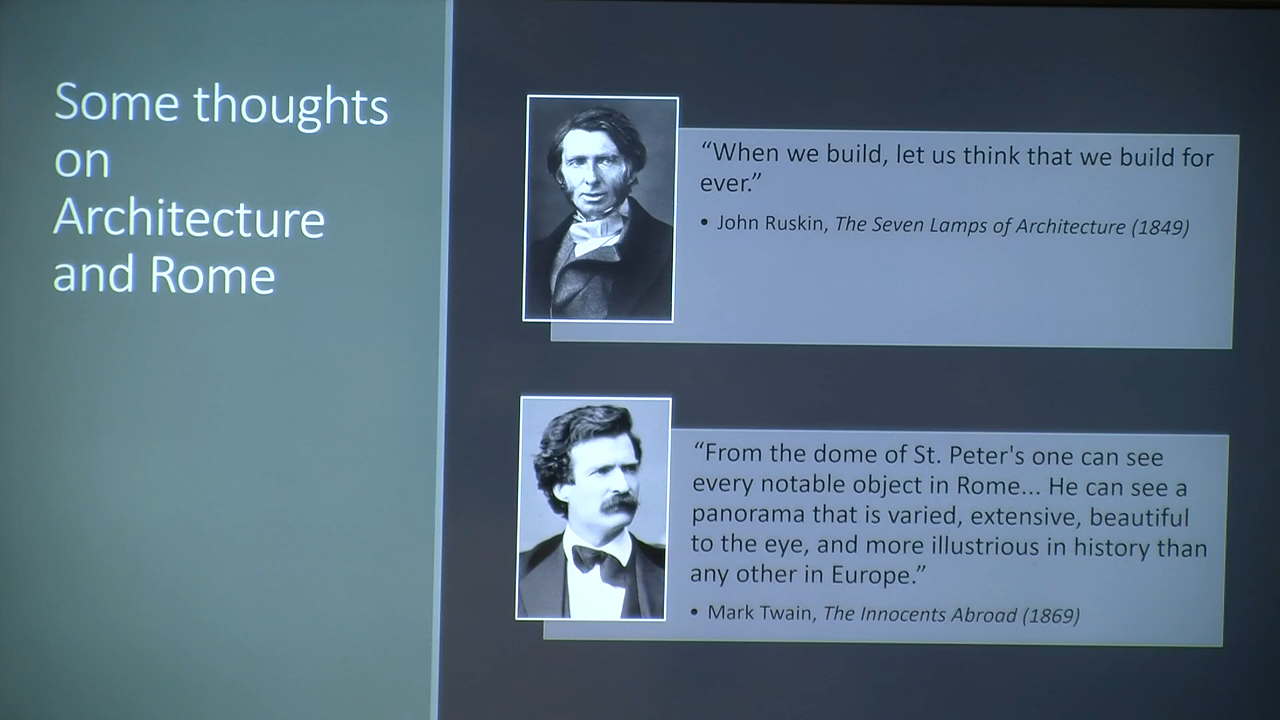 Some thoughts
on
Architecture
and Rome
“When we build, let us think that we build for
ever.”
• John Ruskin, The Seven Lamps of Architecture (1849)
“From the dome of St. Peter's one can see
every notable object in Rome... He can see a
panorama that is varied, extensive, beautiful
to the eye, and more illustrious in history than
any other in Europe.”
• Mark Twain, The Innocents Abroad (1869)